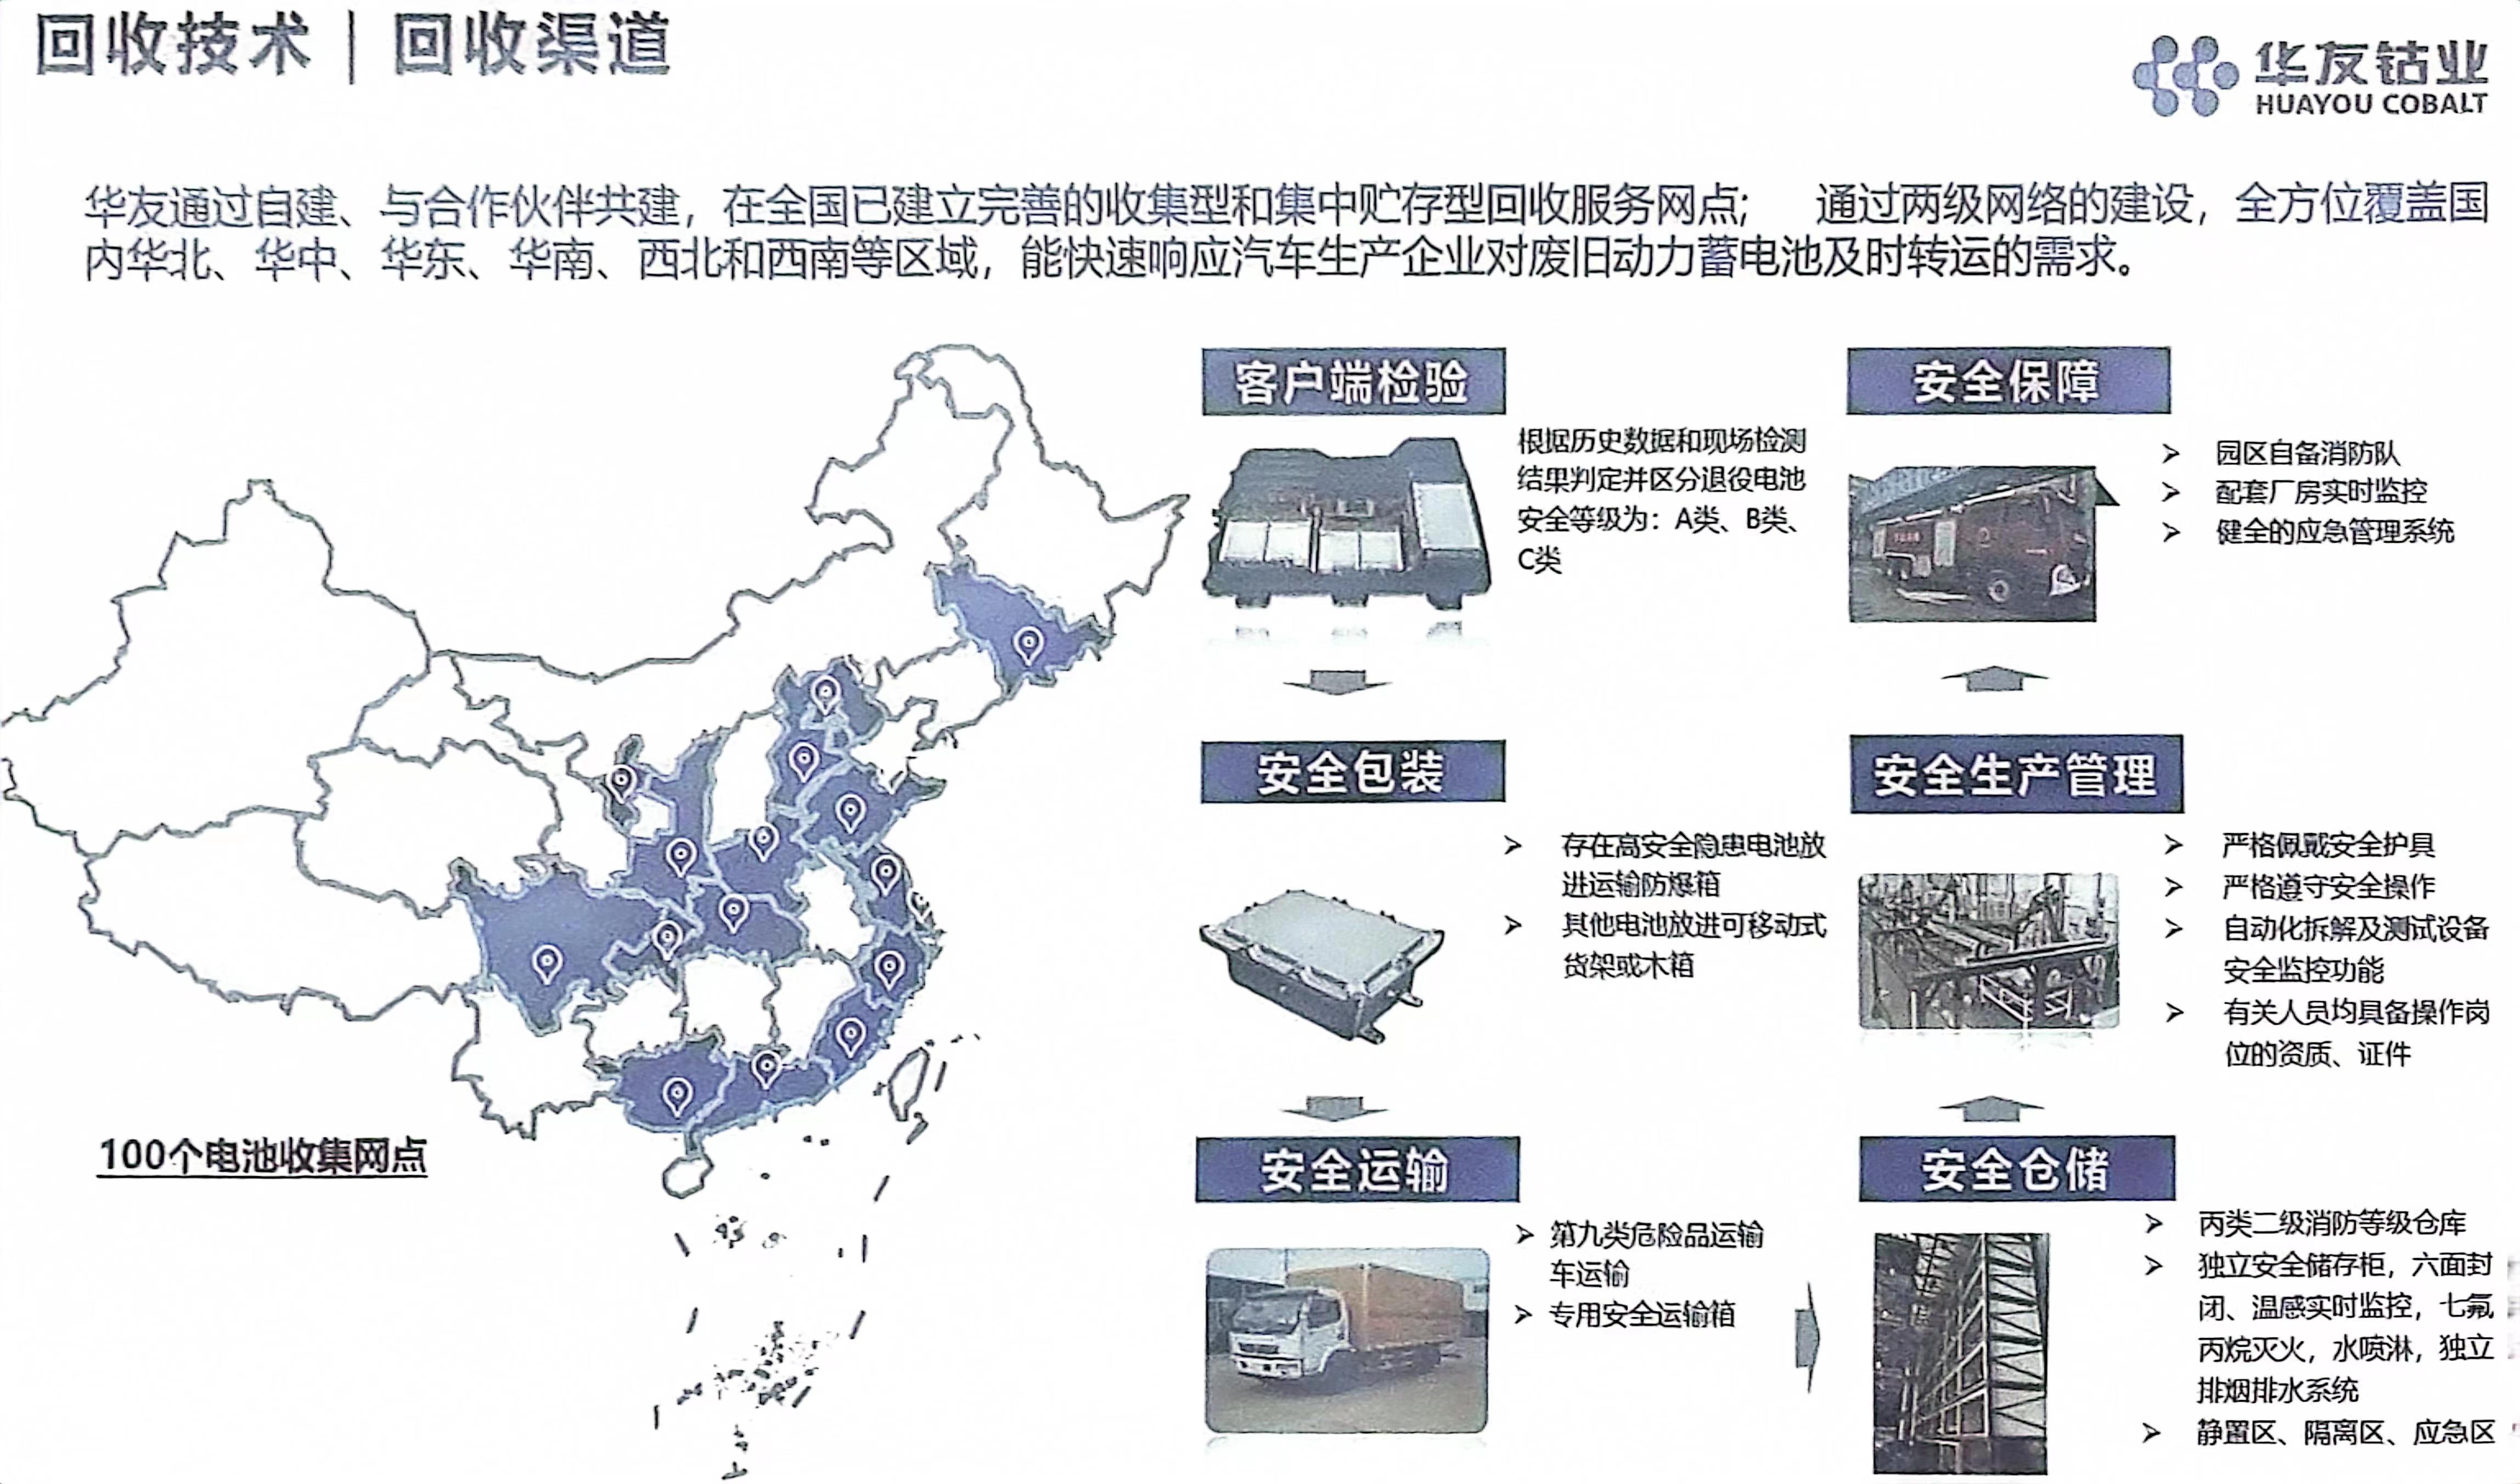 回收技术 | 回收渠道
华友钴业
HUAYOU COBALT
华友通过自建、与合作伙伴共建，在全国已建立完善的收集型和集中贮存型回收服务网点； 通过两级网络的建设，全方位覆盖国
内华北、华中、华东、华南、西北和西南等区域，能快速响应汽车生产企业对废旧动力蓄电池及时转运的需求。
100个电池收集网点
客户端检验
根据历史数据和现场检测
结果判定并区分退役电池
安全等级为：A类、B类、
C类
安全包装
➢ 存在高安全隐患电池放
进运输防爆箱
➢ 其他电池放进可移动式
货架或木箱
安全运输
➢ 第九类危险品运输
车运输
➢ 专用安全运输箱
安全仓储
➢ 丙类二级消防等级仓库
➢ 独立安全储存柜，六面封
闭、温感实时监控，七氟
丙烷灭火，水喷淋，独立
排烟排水系统
➢ 静置区、隔离区、应急区
安全生产管理
➢ 严格佩戴安全护具
➢ 严格遵守安全操作
➢ 自动化拆解及测试设备
安全监控功能
➢ 有关人员均具备操作岗
位的资质、证件
安全保障
➢ 园区自备消防队
➢ 配套厂房实时监控
➢ 健全的应急管理系统